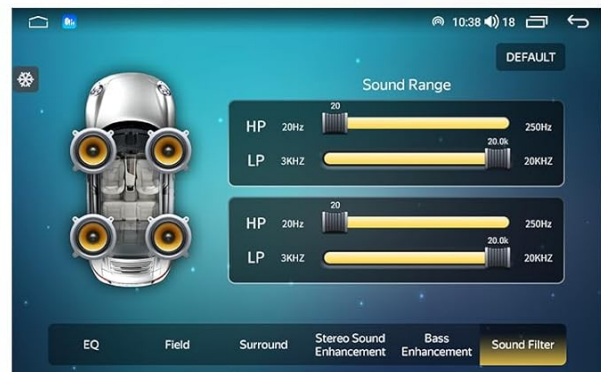 10:38 18
DEFAULT
Sound Range
20
HP 20Hz 250Hz
20.0k
LP 3KHZ 20KHZ
20
HP 20Hz 250Hz
20.0k
LP 3KHZ 20KHZ
EQ Field Surround Stereo Sound Enhancement Bass Enhancement Sound Filter